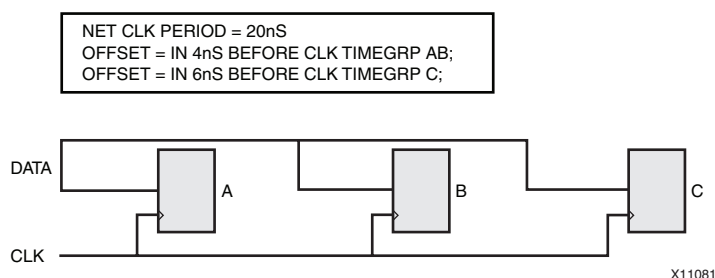 NET CLK PERIOD = 20nS
OFFSET = IN 4nS BEFORE CLK TIMEGRP AB;
OFFSET = IN 6nS BEFORE CLK TIMEGRP C;
DATA
A
B
C
CLK
X11081